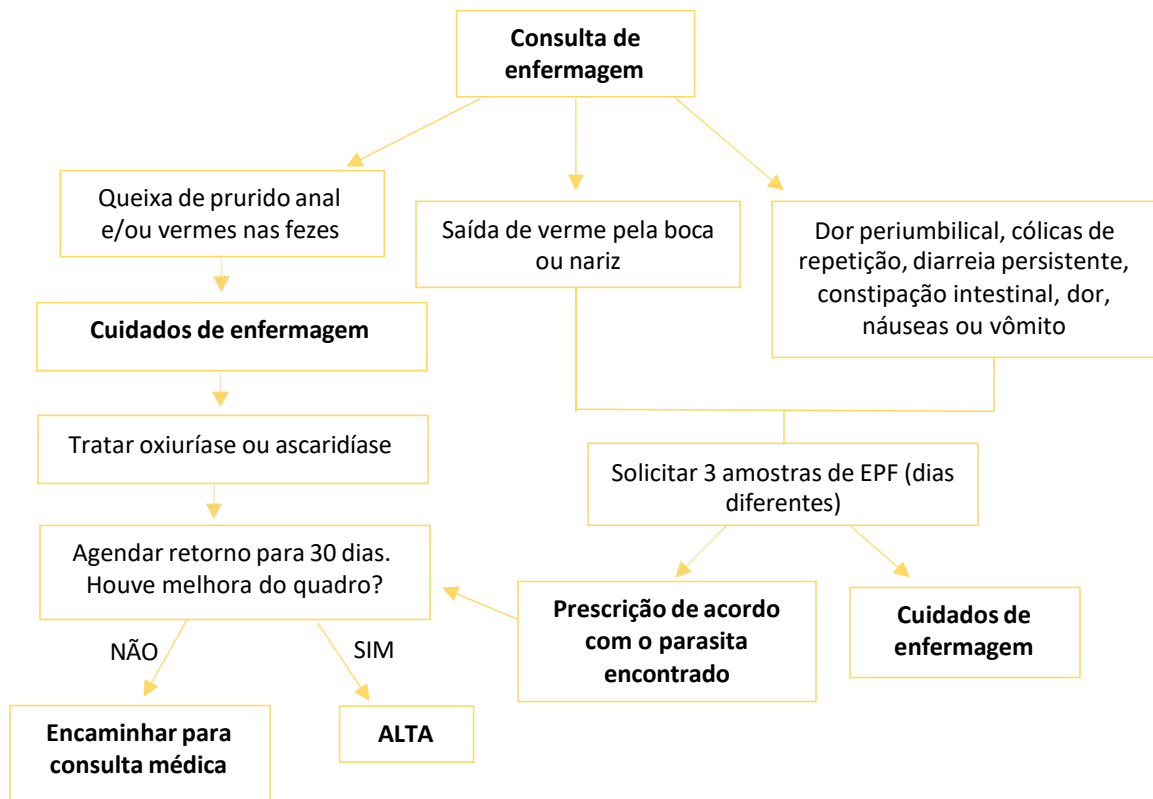 Consulta de
enfermagem
Queixa de prurido anal
e/ou vermes nas fezes
Saída de verme pela boca
ou nariz
Dor periumbilical, cólicas de
repetição, diarreia persistente,
constipação intestinal, dor,
náuseas ou vômito
Cuidados de enfermagem
Tratar oxiuríase ou ascaridíase
Solicitar 3 amostras de EPF (dias
diferentes)
Agendar retorno para 30 dias.
Houve melhora do quadro?
Prescrição de acordo
com o parasita
encontrado
Cuidados de
enfermagem
NÃO
SIM
Encaminhar para
consulta médica
ALTA